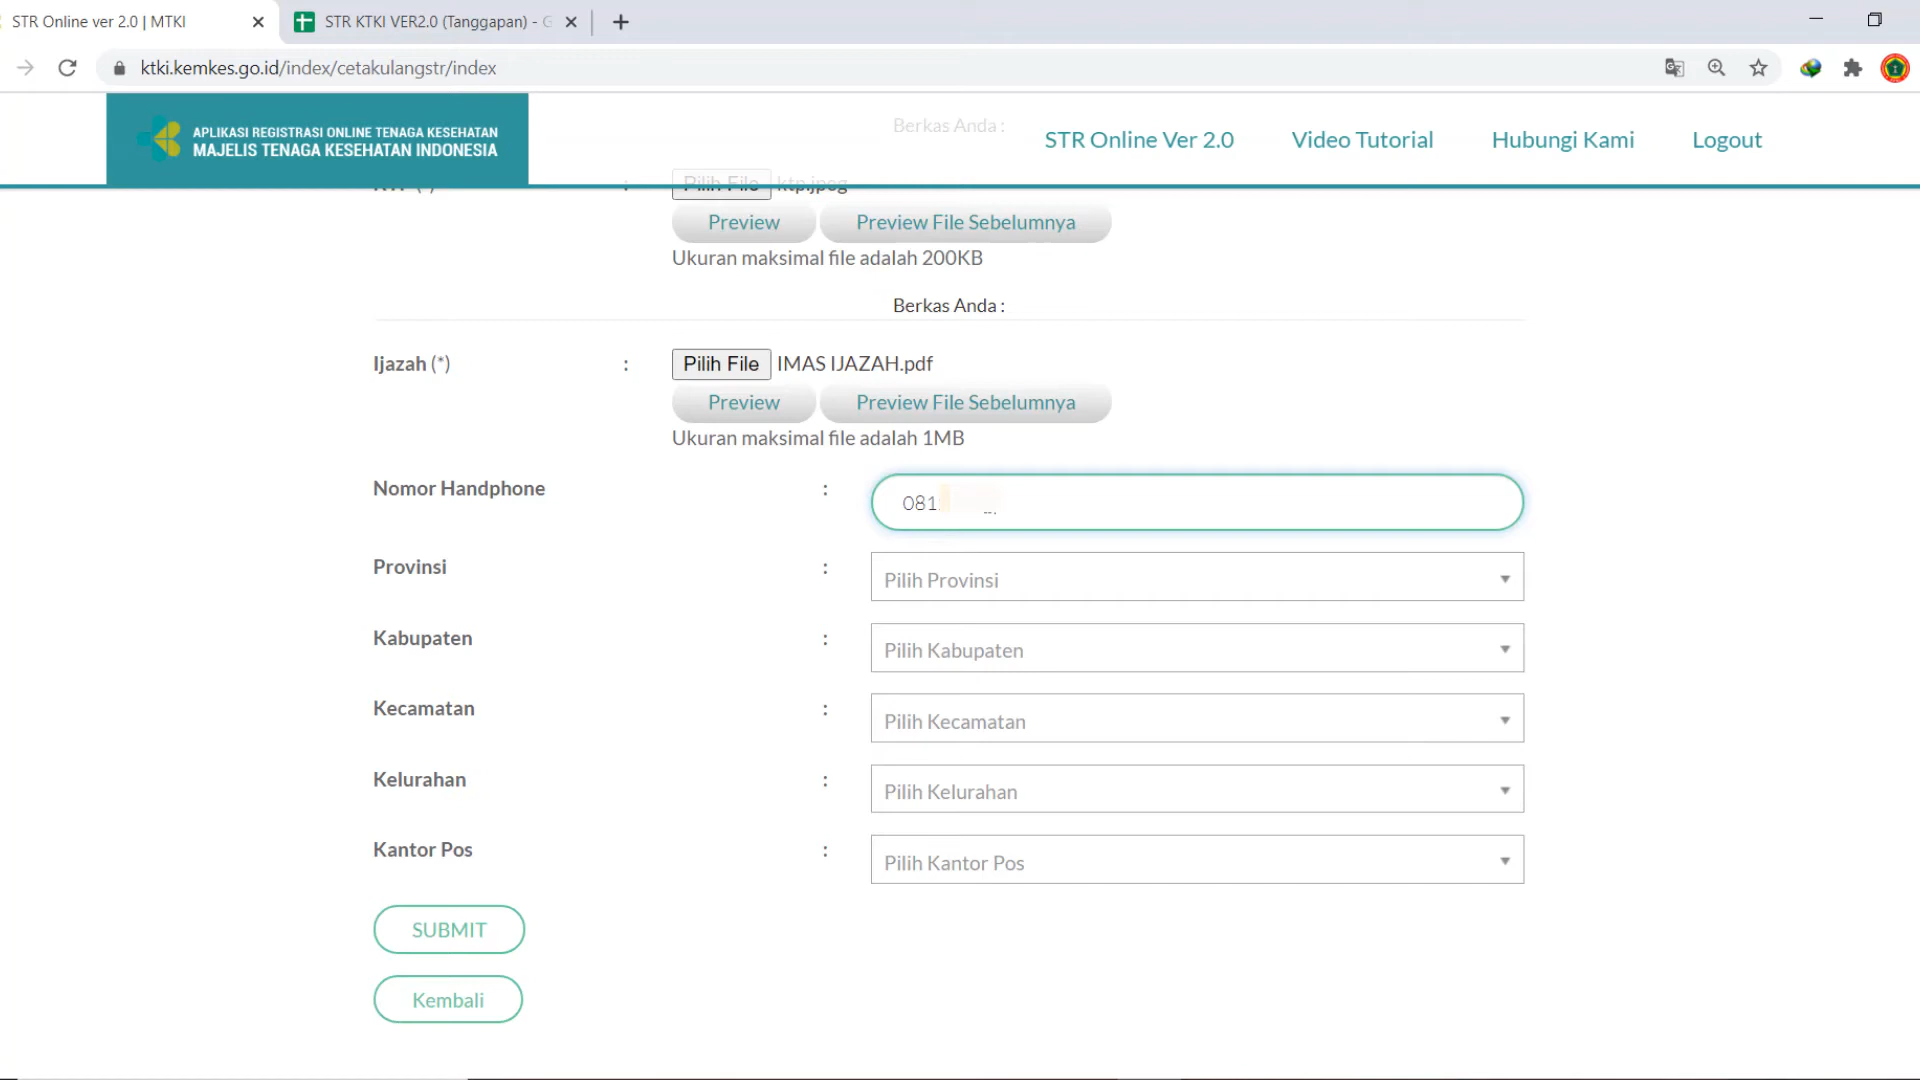 STR Online ver 2.0 | MTKI
STR KTKI VER2.0 (Tanggapan) - G
ktki.kemkes.go.id/index/cetakulangstr/index
APLIKASI REGISTRASI ONLINE TENAGA KESEHATAN
MAJELIS TENAGA KESEHATAN INDONESIA
Berkas Anda :
STR Online Ver 2.0
Video Tutorial
Hubungi Kami
Logout
: Pilih File ktp.jpeg
Preview Preview File Sebelumnya
Ukuran maksimal file adalah 200KB
Berkas Anda :
Ijazah (*) : Pilih File IMAS IJAZAH.pdf
Preview Preview File Sebelumnya
Ukuran maksimal file adalah 1MB
Nomor Handphone : 081
Provinsi : Pilih Provinsi
Kabupaten : Pilih Kabupaten
Kecamatan : Pilih Kecamatan
Kelurahan : Pilih Kelurahan
Kantor Pos : Pilih Kantor Pos
SUBMIT
Kembali